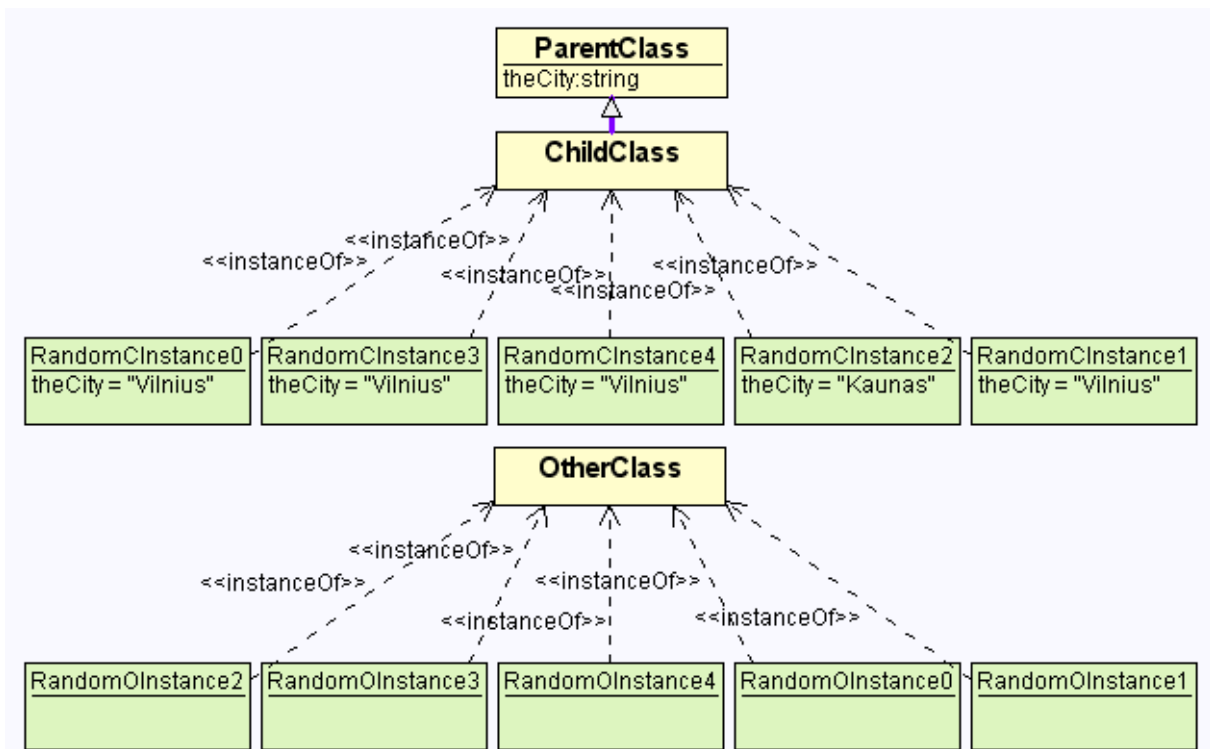 ParentClass
theCity:string
ChildClass
<<instanceOf>>
<<instanceOf>>
<<instanceOf>>
<<instanceOf>>
<<instanceOf>>
RandomCInstance0
theCity = "Vilnius"
RandomCInstance3
theCity = "Vilnius"
RandomCInstance4
theCity = "Vilnius"
RandomCInstance2
theCity = "Kaunas"
RandomCInstance1
theCity = "Vilnius"
OtherClass
<<instanceOf>>
<<instanceOf>>
<<instanceOf>>
<<instanceOf>>
<<instanceOf>>
RandomOInstance2
RandomOInstance3
RandomOInstance4
RandomOInstance0
RandomOInstance1